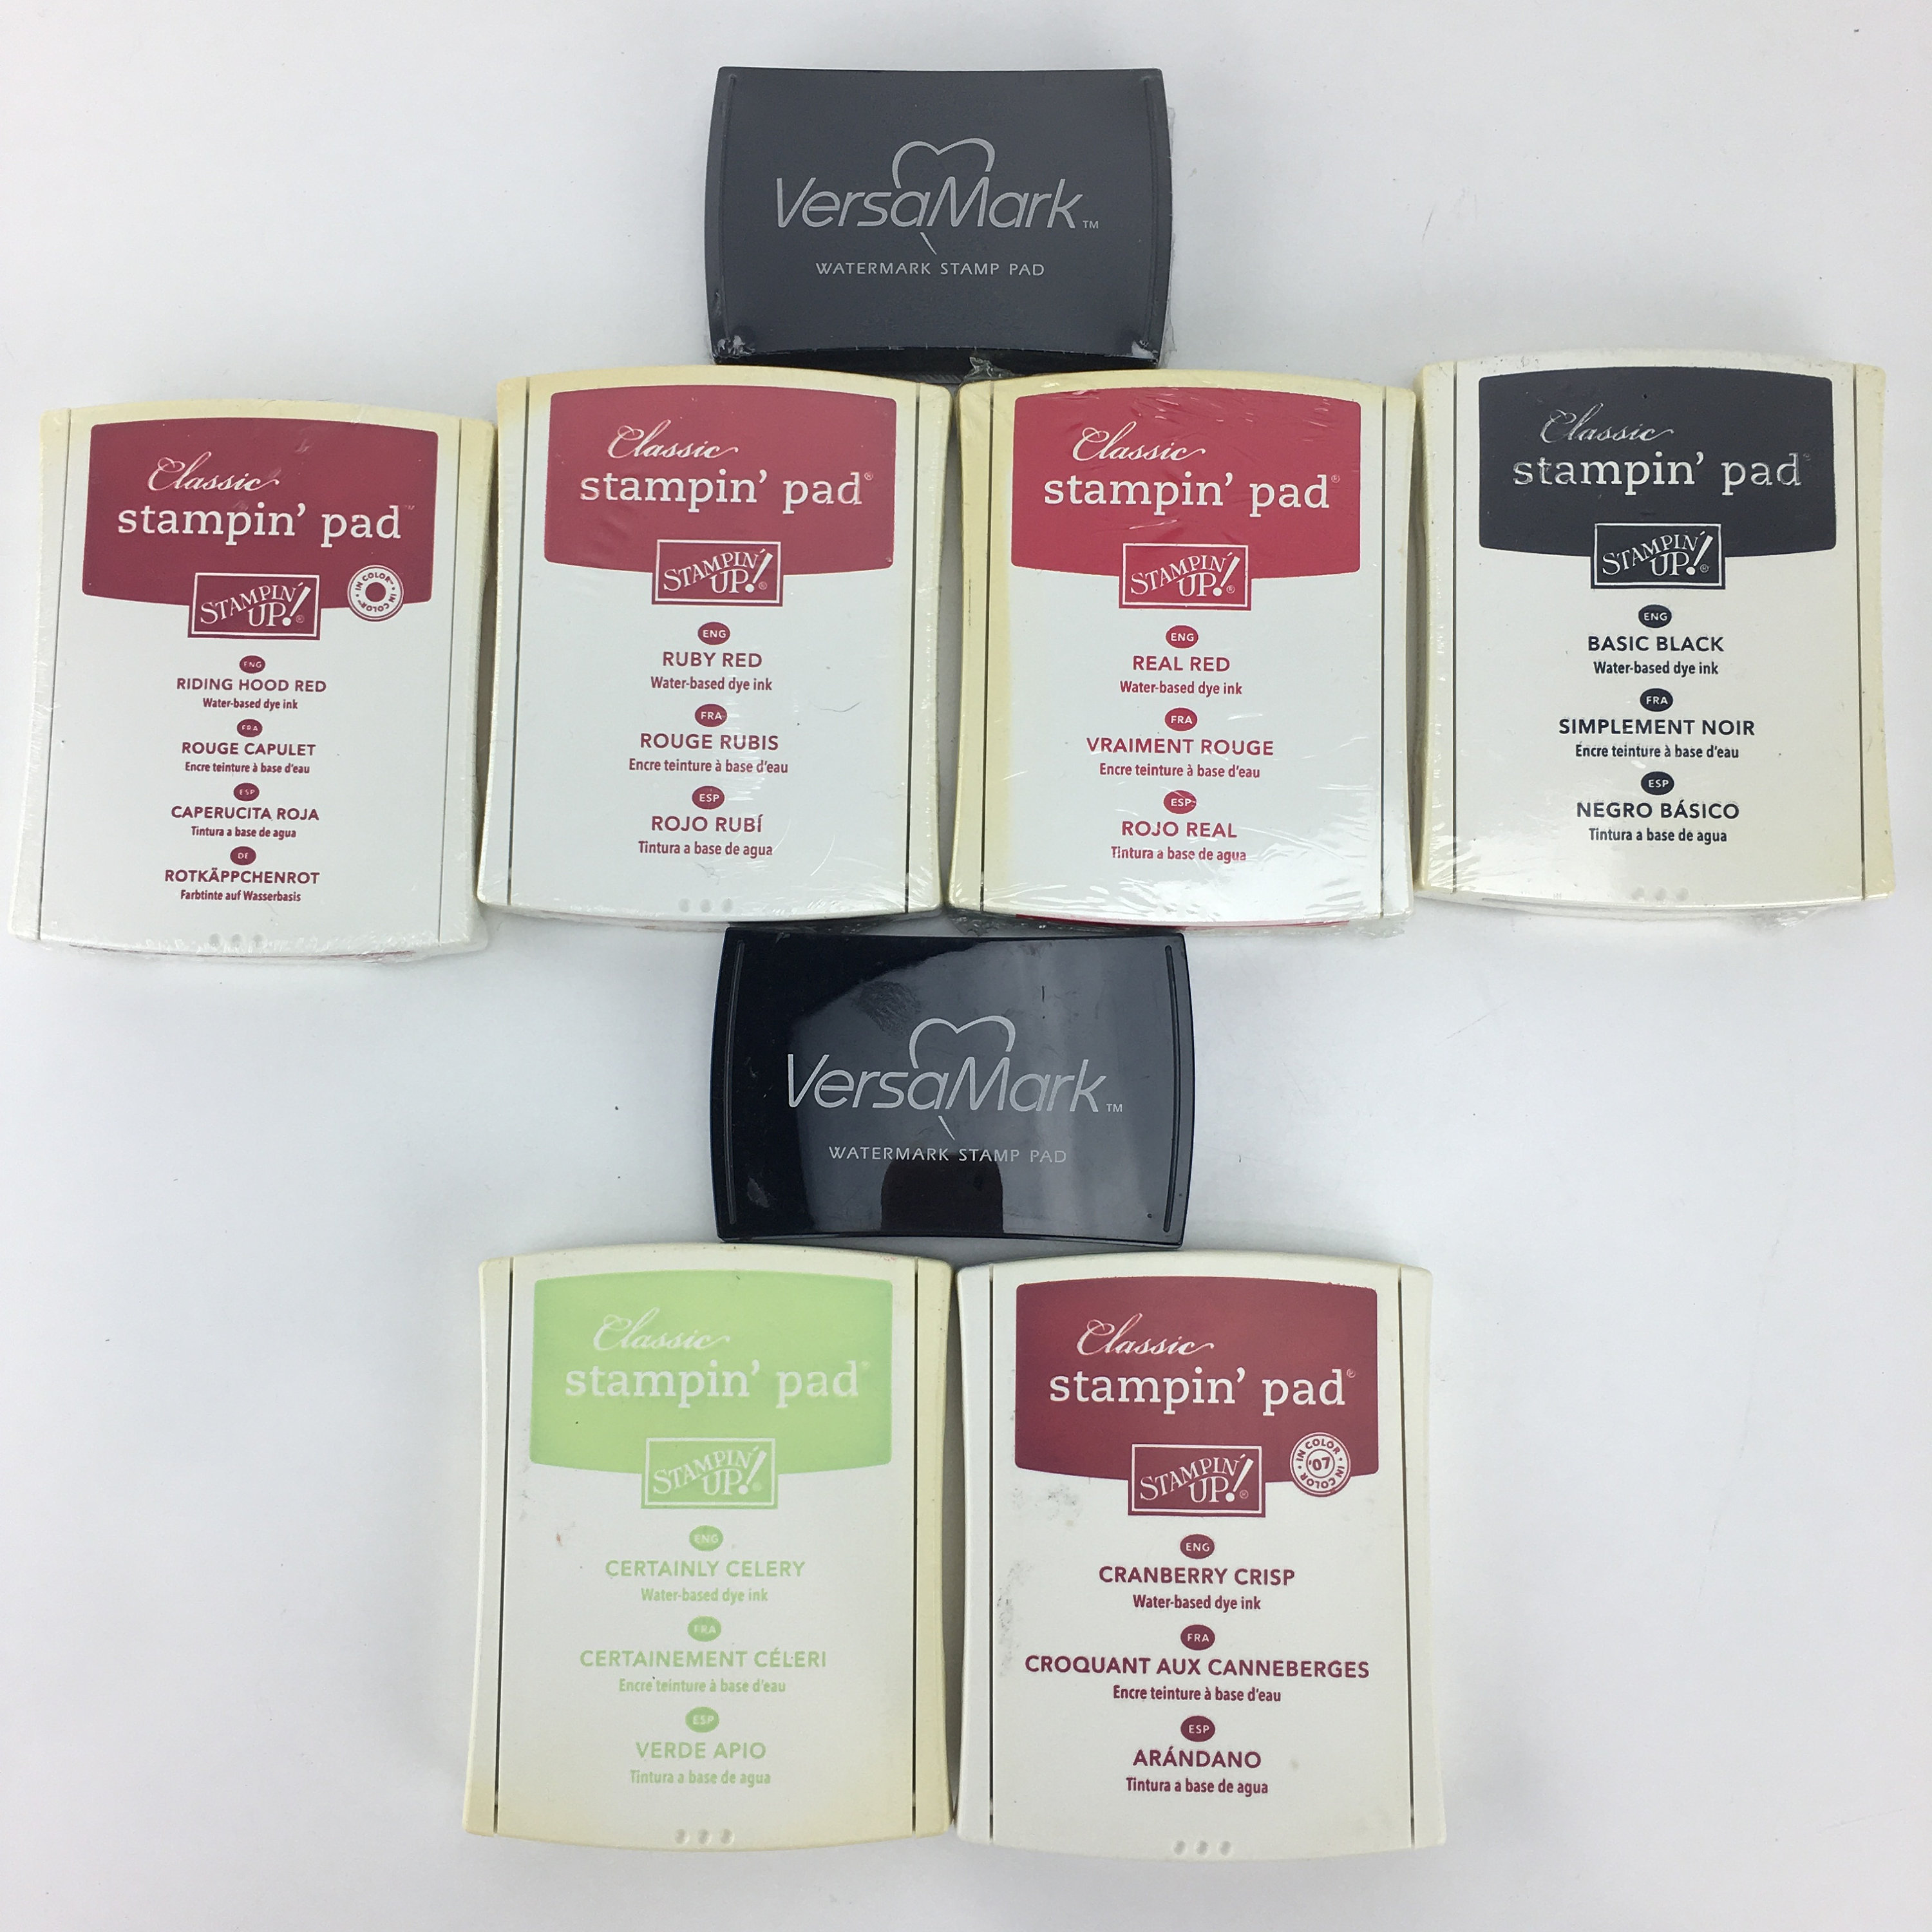 VersaMark™
WATERMARK STAMP PAD
Classic
stampin' pad™
STAMPIN'
UP!®
IN COLOR™ • IN COLOR™ •
ENG
RIDING HOOD RED
Water-based dye ink
FRA
ROUGE CAPULET
Encre teinture à base d'eau
ESP
CAPERUCITA ROJA
Tintura a base de agua
DE
ROTKÄPPCHENROT
Farbtinte auf Wasserbasis
Classic
stampin' pad®
STAMPIN'
UP!®
ENG
RUBY RED
Water-based dye ink
FRA
ROUGE RUBIS
Encre teinture à base d'eau
ESP
ROJO RUBÍ
Tintura a base de agua
Classic
stampin' pad®
STAMPIN'
UP!®
ENG
REAL RED
Water-based dye ink
FRA
VRAIMENT ROUGE
Encre teinture à base d'eau
ESP
ROJO REAL
Tintura a base de agua
Classic
stampin' pad®
STAMPIN'
UP!®
ENG
BASIC BLACK
Water-based dye ink
FRA
SIMPLEMENT NOIR
Encre teinture à base d'eau
ESP
NEGRO BÁSICO
Tintura a base de agua
VersaMark™
WATERMARK STAMP PAD
Classic
stampin' pad®
STAMPIN'
UP!®
ENG
CERTAINLY CELERY
Water-based dye ink
FRA
CERTAINEMENT CÉLERI
Encre teinture à base d'eau
ESP
VERDE APIO
Tintura a base de agua
Classic
stampin' pad®
STAMPIN'
UP!®
IN COLOR • IN COLOR •
'07
ENG
CRANBERRY CRISP
Water-based dye ink
FRA
CROQUANT AUX CANNEBERGES
Encre teinture à base d'eau
ESP
ARÁNDANO
Tintura a base de agua